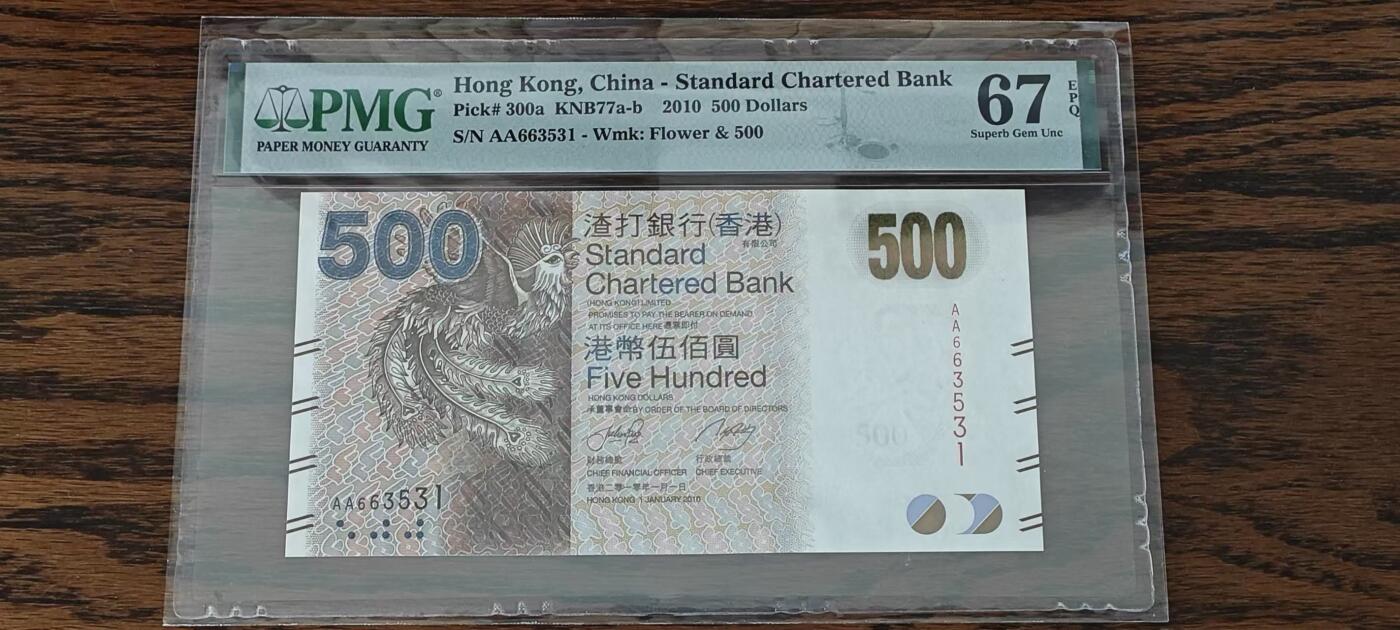 PMG®
PAPER MONEY GUARANTY
Hong Kong, China - Standard Chartered Bank
Pick# 300a KNB77a-b 2010 500 Dollars
S/N AA663531 - Wmk: Flower & 500
67
EPQ
Superb Gem Unc
500
渣打銀行(香港)
有限公司
Standard
Chartered Bank
(HONG KONG) LIMITED
PROMISES TO PAY THE BEARER ON DEMAND
AT ITS OFFICE HERE 憑票即付
港幣伍佰圓
Five Hundred
HONG KONG DOLLARS
承董事會命 BY ORDER OF THE BOARD OF DIRECTORS
財務總監 行政總裁
CHIEF FINANCIAL OFFICER CHIEF EXECUTIVE
香港二零一零年一月一日
HONG KONG 1 JANUARY 2010
AA663531
500
AA663531
500